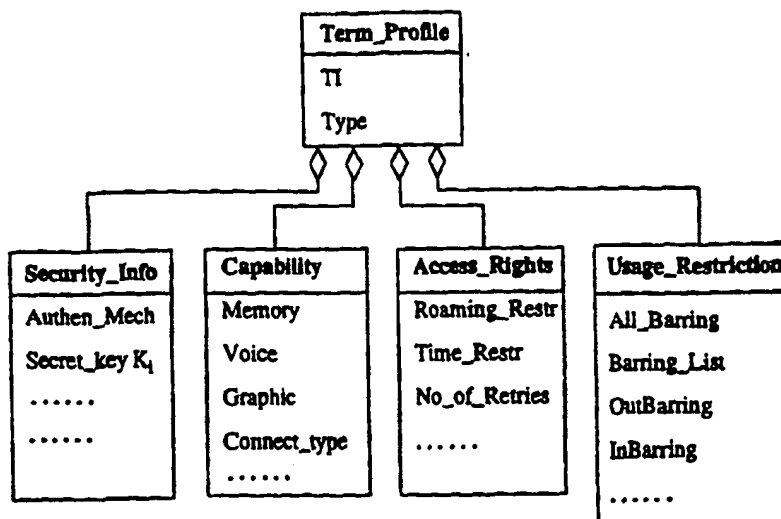 Term_Profile
TI
Type
Security_Info
Authen_Mech
Secret_key Ki
......
......
Capability
Memory
Voice
Graphic
Connect_type
......
Access_Rights
Roaming_Restr
Time_Restr
No_of_Retries
......
Usage_Restriction
All_Barring
Barring_List
OutBarring
InBarring
......